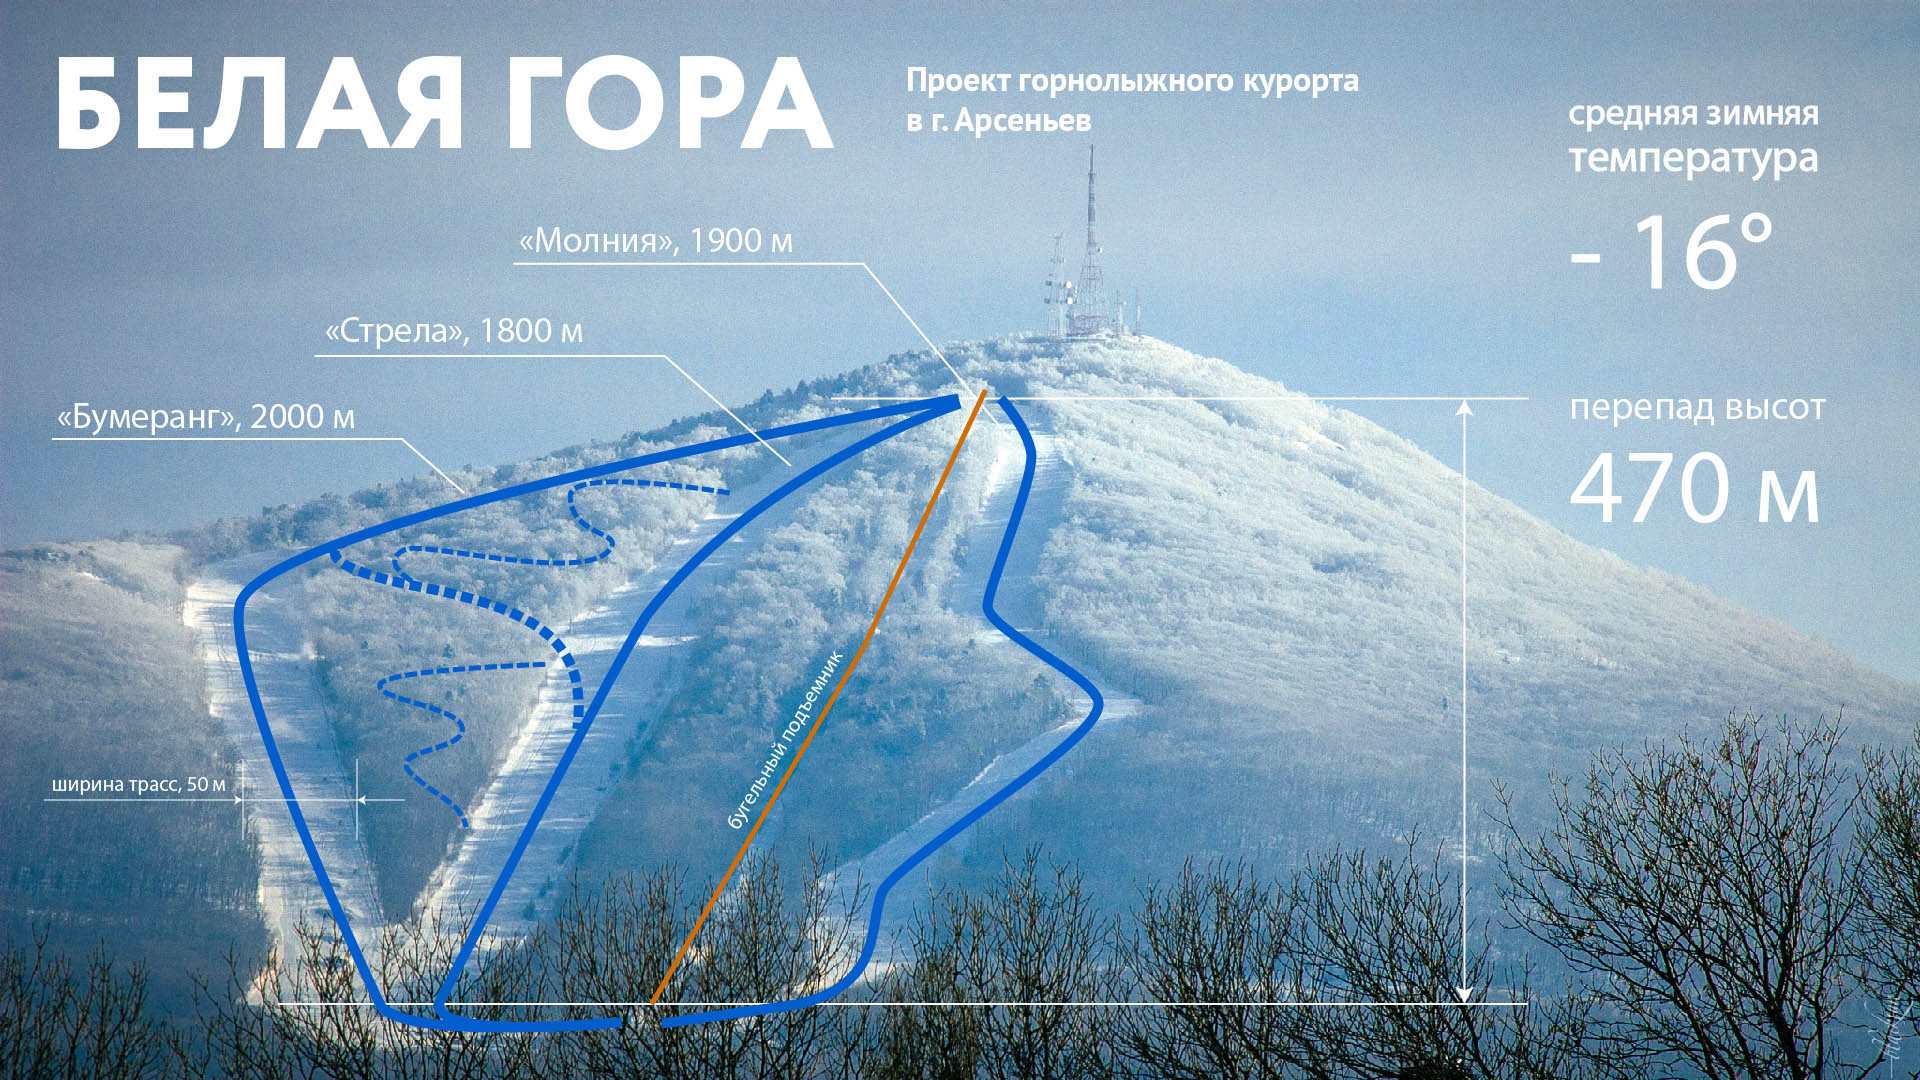 БЕЛАЯ ГОРА
Проект горнолыжного курорта
в г. Арсеньев
средняя зимняя
температура
- 16°
«Молния», 1900 м
«Стрела», 1800 м
«Бумеранг», 2000 м
перепад высот
470 м
бугельный подъемник
ширина трасс, 50 м